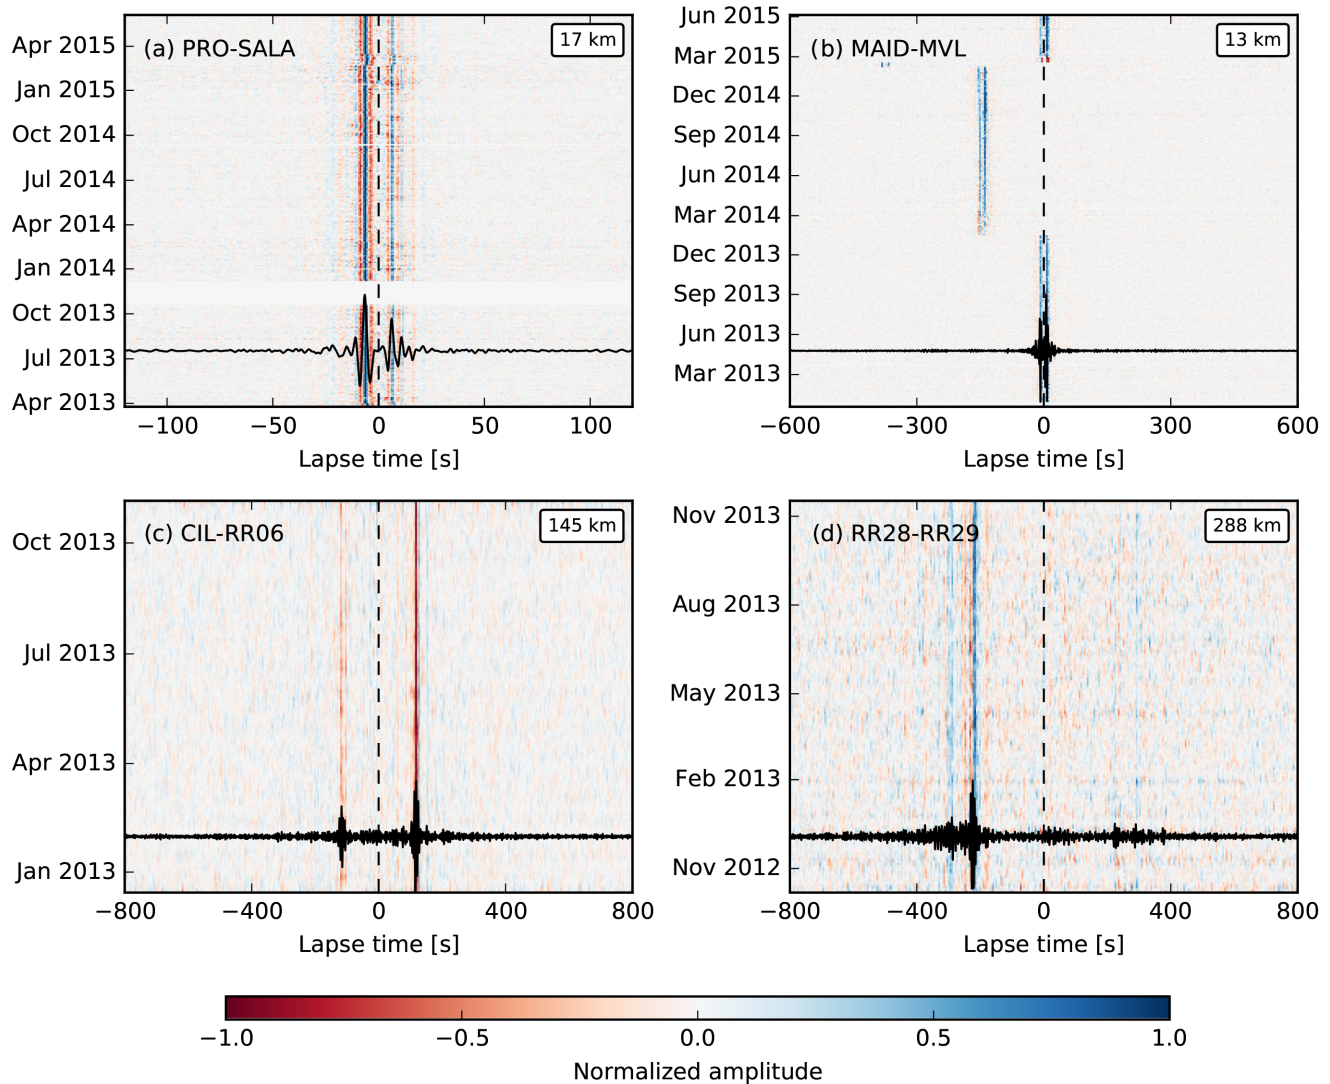 (a) PRO-SALA
17 km
Apr 2015
Jan 2015
Oct 2014
Jul 2014
Apr 2014
Jan 2014
Oct 2013
Jul 2013
Apr 2013
−100 −50 0 50 100
Lapse time [s]
(b) MAID-MVL
13 km
Jun 2015
Mar 2015
Dec 2014
Sep 2014
Jun 2014
Mar 2014
Dec 2013
Sep 2013
Jun 2013
Mar 2013
−600 −300 0 300 600
Lapse time [s]
(c) CIL-RR06
145 km
Oct 2013
Jul 2013
Apr 2013
Jan 2013
−800 −400 0 400 800
Lapse time [s]
(d) RR28-RR29
288 km
Nov 2013
Aug 2013
May 2013
Feb 2013
Nov 2012
−800 −400 0 400 800
Lapse time [s]
−1.0 −0.5 0.0 0.5 1.0
Normalized amplitude